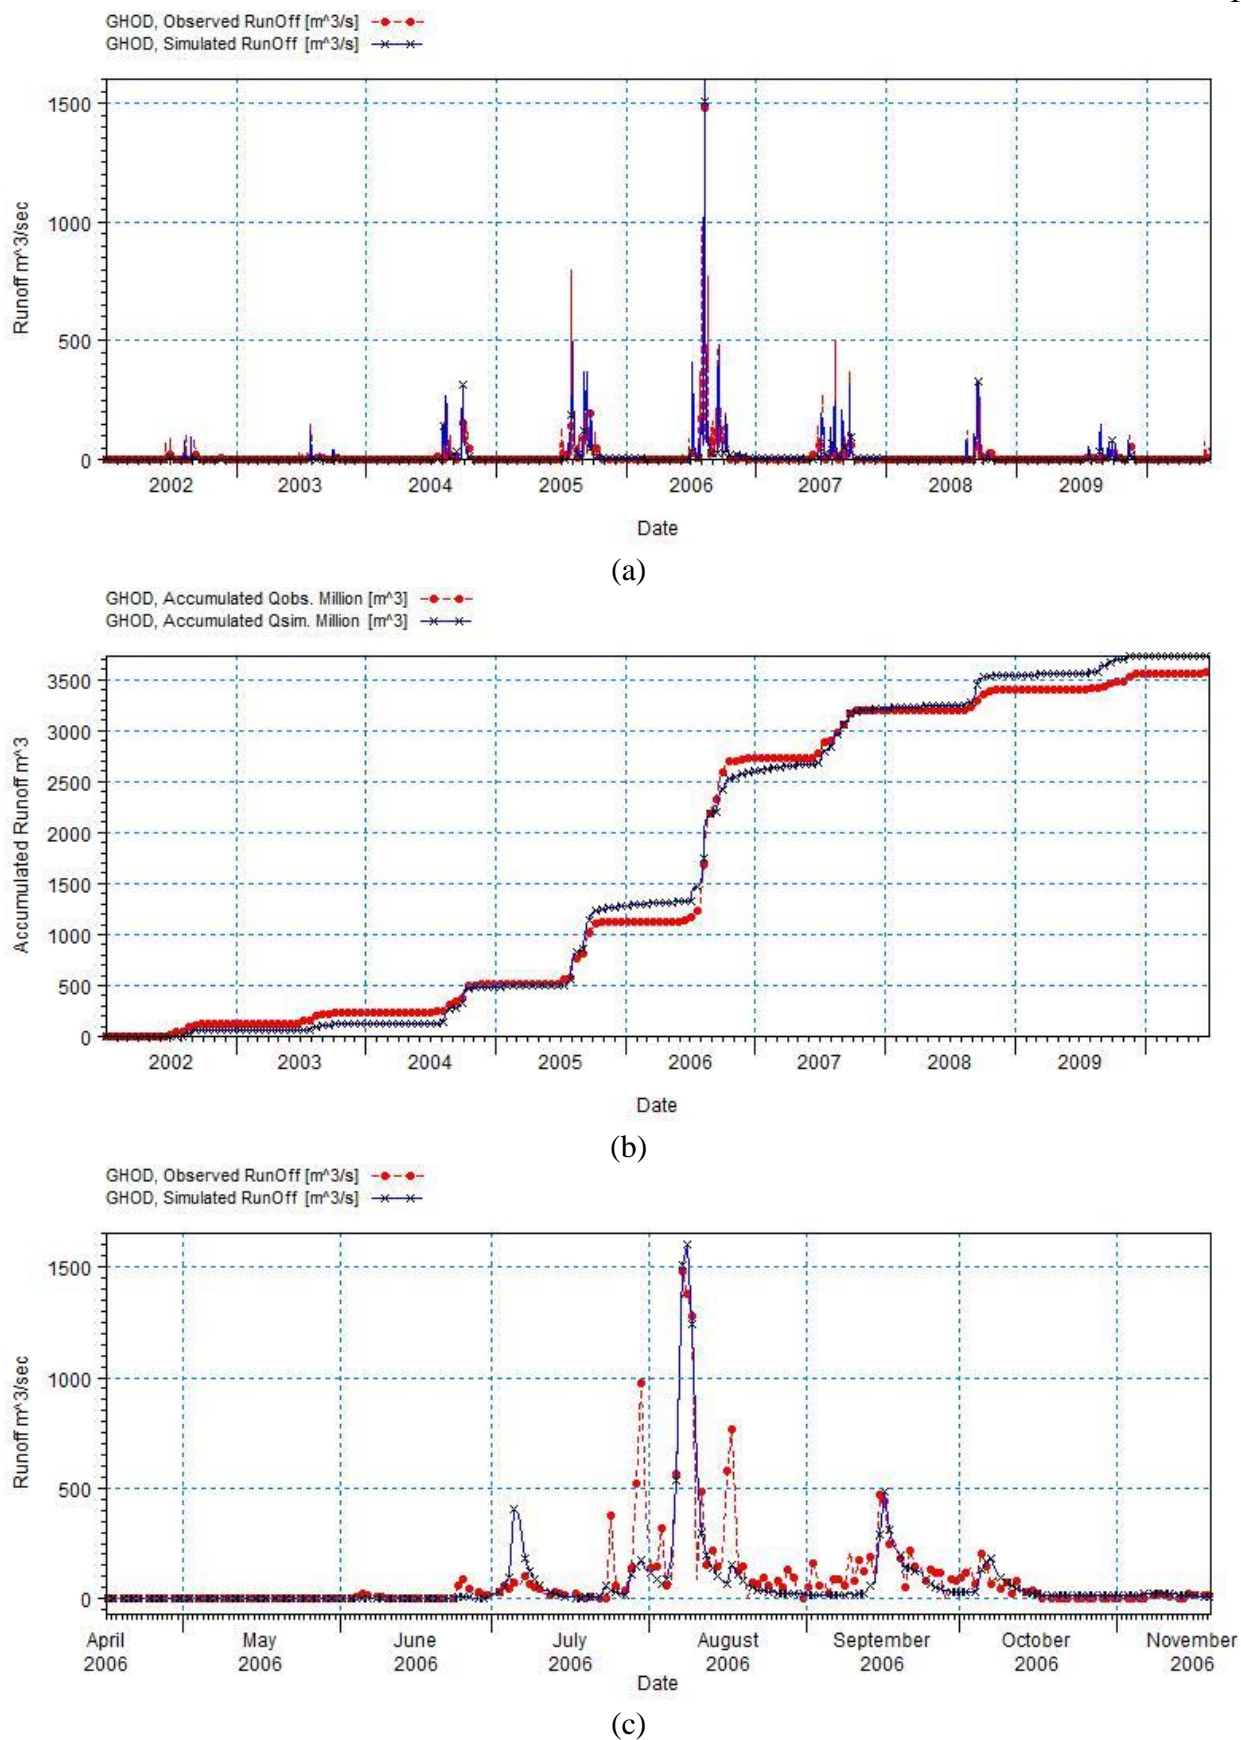 GHOD, Observed RunOff [m^3/s]
GHOD, Simulated RunOff [m^3/s]
1500
1000
500
0
Runoff m^3/sec
2002 2003 2004 2005 2006 2007 2008 2009
Date
(a)
GHOD, Accumulated Qobs. Million [m^3]
GHOD, Accumulated Qsim. Million [m^3]
3500
3000
2500
2000
1500
1000
500
0
Accumulated Runoff m^3
2002 2003 2004 2005 2006 2007 2008 2009
Date
(b)
GHOD, Observed RunOff [m^3/s]
GHOD, Simulated RunOff [m^3/s]
1500
1000
500
0
Runoff m^3/sec
April May June July August September October November
2006 2006 2006 2006 2006 2006 2006 2006
Date
(c)